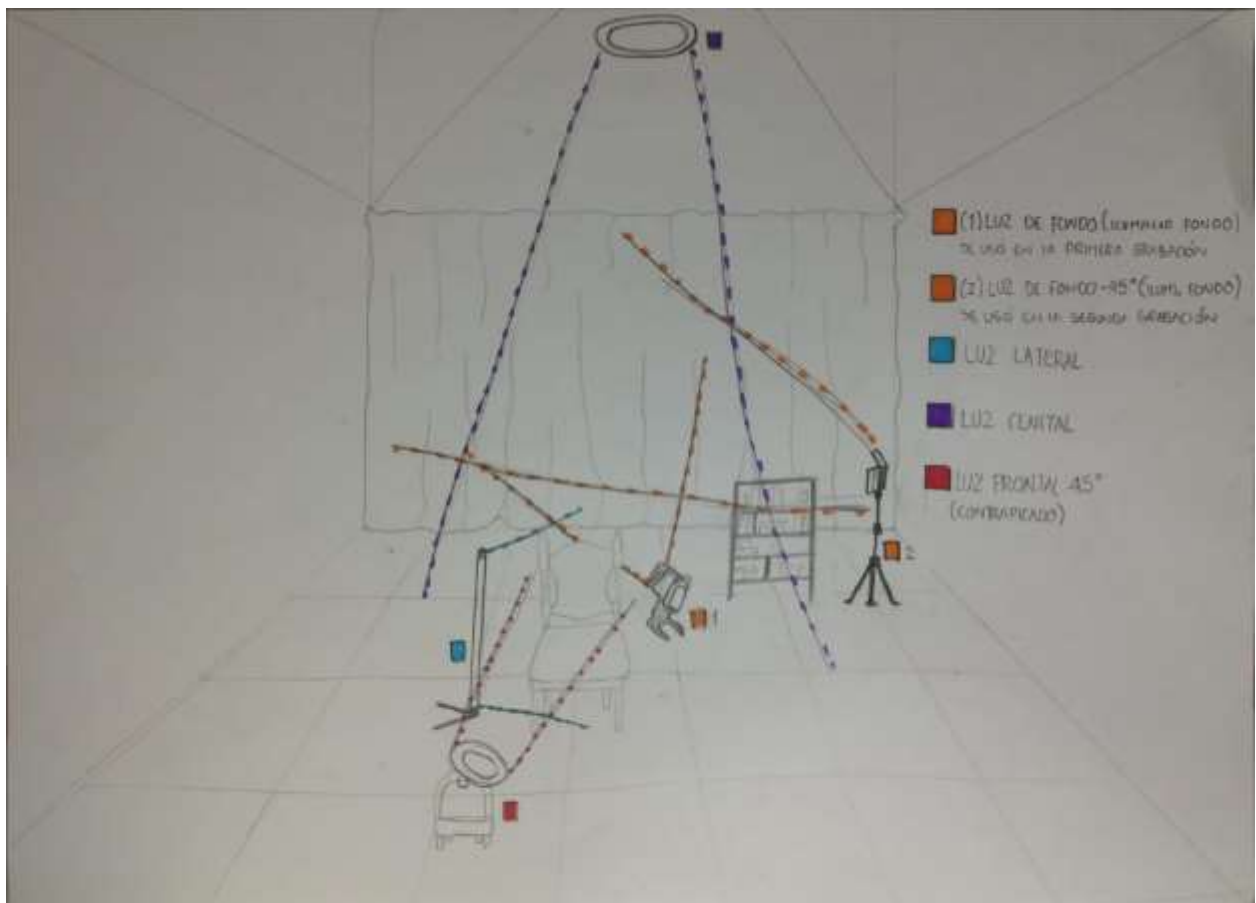 (1) LUZ DE FONDO (ILUMINANDO FONDO)
SE USÓ EN LA PRIMERA GRABACIÓN
(2) LUZ DE FONDO-45° (ILUM. FONDO)
SE USÓ EN LA SEGUNDA GRABACIÓN
LUZ LATERAL
LUZ CENITAL
LUZ FRONTAL 45°
(CONTRAPICADO)
2
1